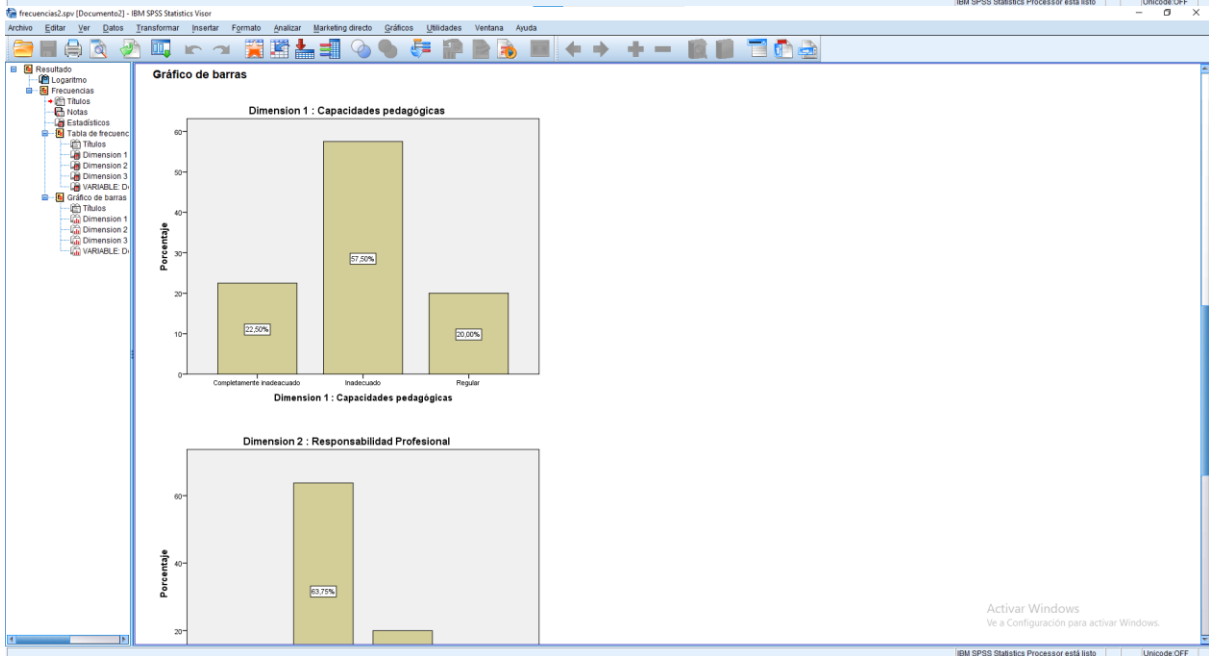 IBM SPSS Statistics Processor está listo Unicode:OFF
frecuencias2.spv [Documento2] - IBM SPSS Statistics Visor
Archivo Editar Ver Datos Transformar Insertar Formato Analizar Marketing directo Gráficos Utilidades Ventana Ayuda
Resultado
Logaritmo
Frecuencias
Títulos
Notas
Estadísticos
Tabla de frecuenc
Títulos
Dimension 1
Dimension 2
Dimension 3
VARIABLE: D
Gráfico de barras
Títulos
Dimension 1
Dimension 2
Dimension 3
VARIABLE: D
Gráfico de barras
Dimension 1 : Capacidades pedagógicas
Porcentaje
60
50
40
30
20
10
0
22,50%
57,50%
20,00%
Completamente inadeacuado Inadecuado Regular
Dimension 1 : Capacidades pedagógicas
Dimension 2 : Responsabilidad Profesional
Porcentaje
60
40
20
63,75%
Activar Windows
Ve a Configuración para activar Windows.
IBM SPSS Statistics Processor está listo Unicode:OFF